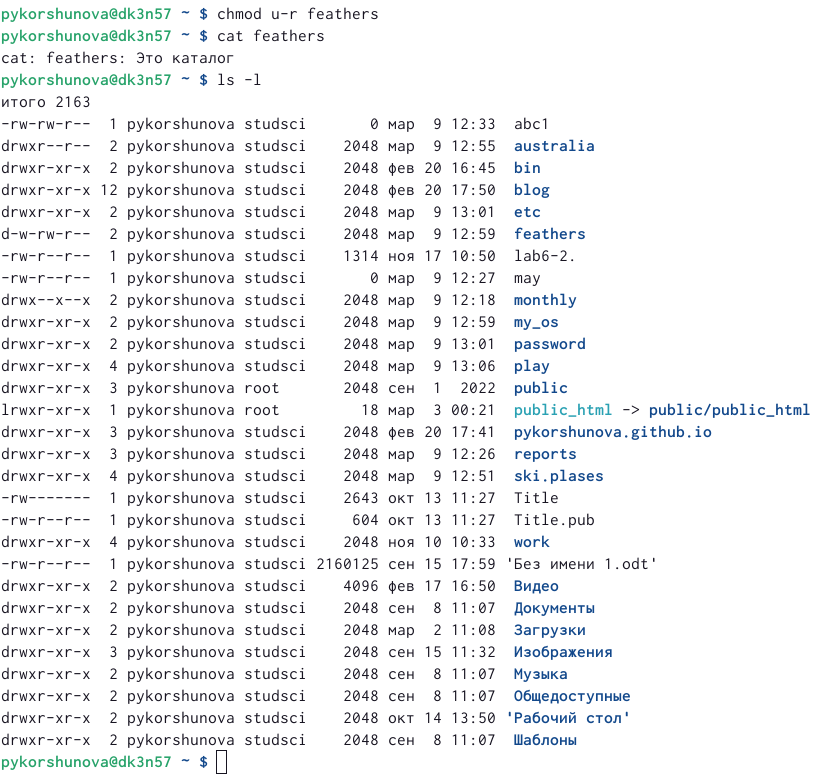 pykorshunova@dk3n57 ~ $ chmod u-r feathers
pykorshunova@dk3n57 ~ $ cat feathers
cat: feathers: Это каталог
pykorshunova@dk3n57 ~ $ ls -l
итого 2163
-rw-rw-r--  1 pykorshunova studsci       0 мар  9 12:33  abc1
drwxr--r--  2 pykorshunova studsci    2048 мар  9 12:55  australia
drwxr-xr-x  2 pykorshunova studsci    2048 фев 20 16:45  bin
drwxr-xr-x 12 pykorshunova studsci    2048 фев 20 17:50  blog
drwxr-xr-x  2 pykorshunova studsci    2048 мар  9 13:01  etc
d-w-rw-r--  2 pykorshunova studsci    2048 мар  9 12:59  feathers
-rw-r--r--  1 pykorshunova studsci    1314 ноя 17 10:50  lab6-2.
-rw-r--r--  1 pykorshunova studsci       0 мар  9 12:27  may
drwx--x--x  2 pykorshunova studsci    2048 мар  9 12:18  monthly
drwxr-xr-x  2 pykorshunova studsci    2048 мар  9 12:59  my_os
drwxr-xr-x  2 pykorshunova studsci    2048 мар  9 13:01  password
drwxr-xr-x  4 pykorshunova studsci    2048 мар  9 13:06  play
drwxr-xr-x  3 pykorshunova root       2048 сен  1  2022  public
lrwxr-xr-x  1 pykorshunova root         18 мар  3 00:21  public_html -> public/public_html
drwxr-xr-x  3 pykorshunova studsci    2048 фев 20 17:41  pykorshunova.github.io
drwxr-xr-x  3 pykorshunova studsci    2048 мар  9 12:26  reports
drwxr-xr-x  4 pykorshunova studsci    2048 мар  9 12:51  ski.plases
-rw-------  1 pykorshunova studsci    2643 окт 13 11:27  Title
-rw-r--r--  1 pykorshunova studsci     604 окт 13 11:27  Title.pub
drwxr-xr-x  4 pykorshunova studsci    2048 ноя 10 10:33  work
-rw-r--r--  1 pykorshunova studsci 2160125 сен 15 17:59 'Без имени 1.odt'
drwxr-xr-x  2 pykorshunova studsci    4096 фев 17 16:50  Видео
drwxr-xr-x  2 pykorshunova studsci    2048 сен  8 11:07  Документы
drwxr-xr-x  2 pykorshunova studsci    2048 мар  2 11:08  Загрузки
drwxr-xr-x  3 pykorshunova studsci    2048 сен 15 11:32  Изображения
drwxr-xr-x  2 pykorshunova studsci    2048 сен  8 11:07  Музыка
drwxr-xr-x  2 pykorshunova studsci    2048 сен  8 11:07  Общедоступные
drwxr-xr-x  2 pykorshunova studsci    2048 окт 14 13:50 'Рабочий стол'
drwxr-xr-x  2 pykorshunova studsci    2048 сен  8 11:07  Шаблоны
pykorshunova@dk3n57 ~ $